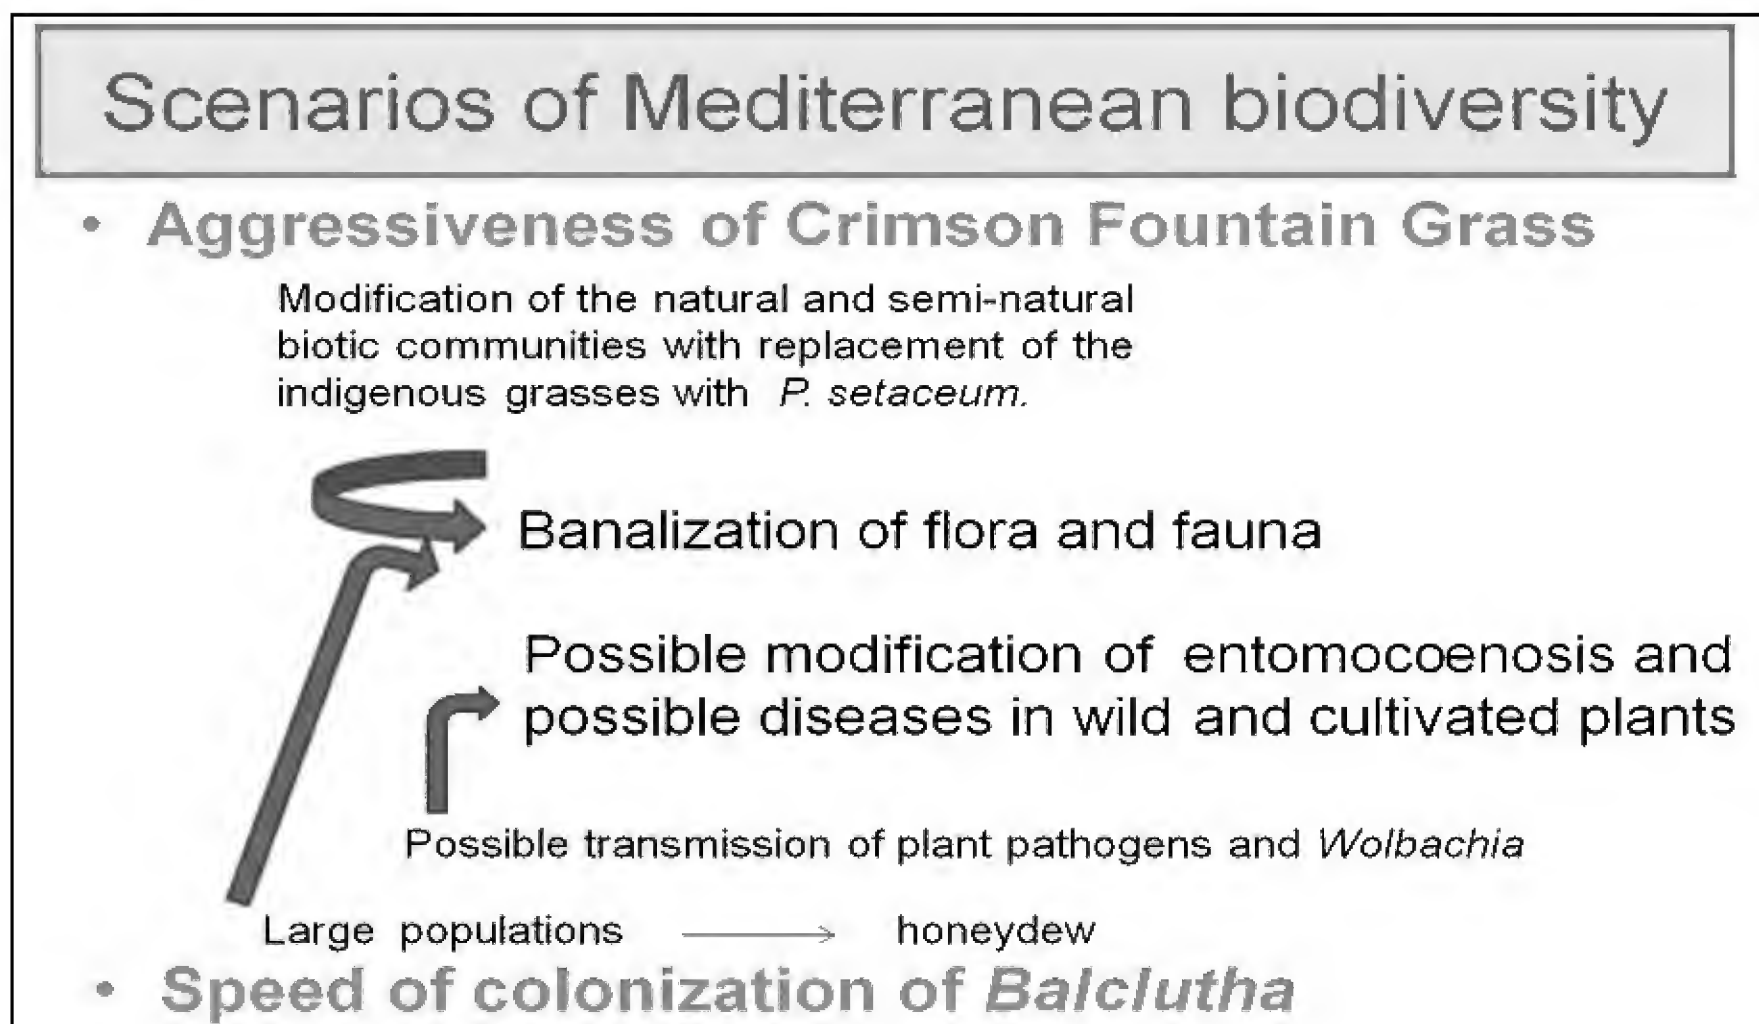 Scenarios of Mediterranean biodiversity
• Aggressiveness of Crimson Fountain Grass
Modification of the natural and semi-natural
biotic communities with replacement of the
indigenous grasses with P. setaceum.
Banalization of flora and fauna
Possible modification of entomocoenosis and
possible diseases in wild and cultivated plants
Possible transmission of plant pathogens and Wolbachia
Large populations → honeydew
• Speed of colonization of Balclutha